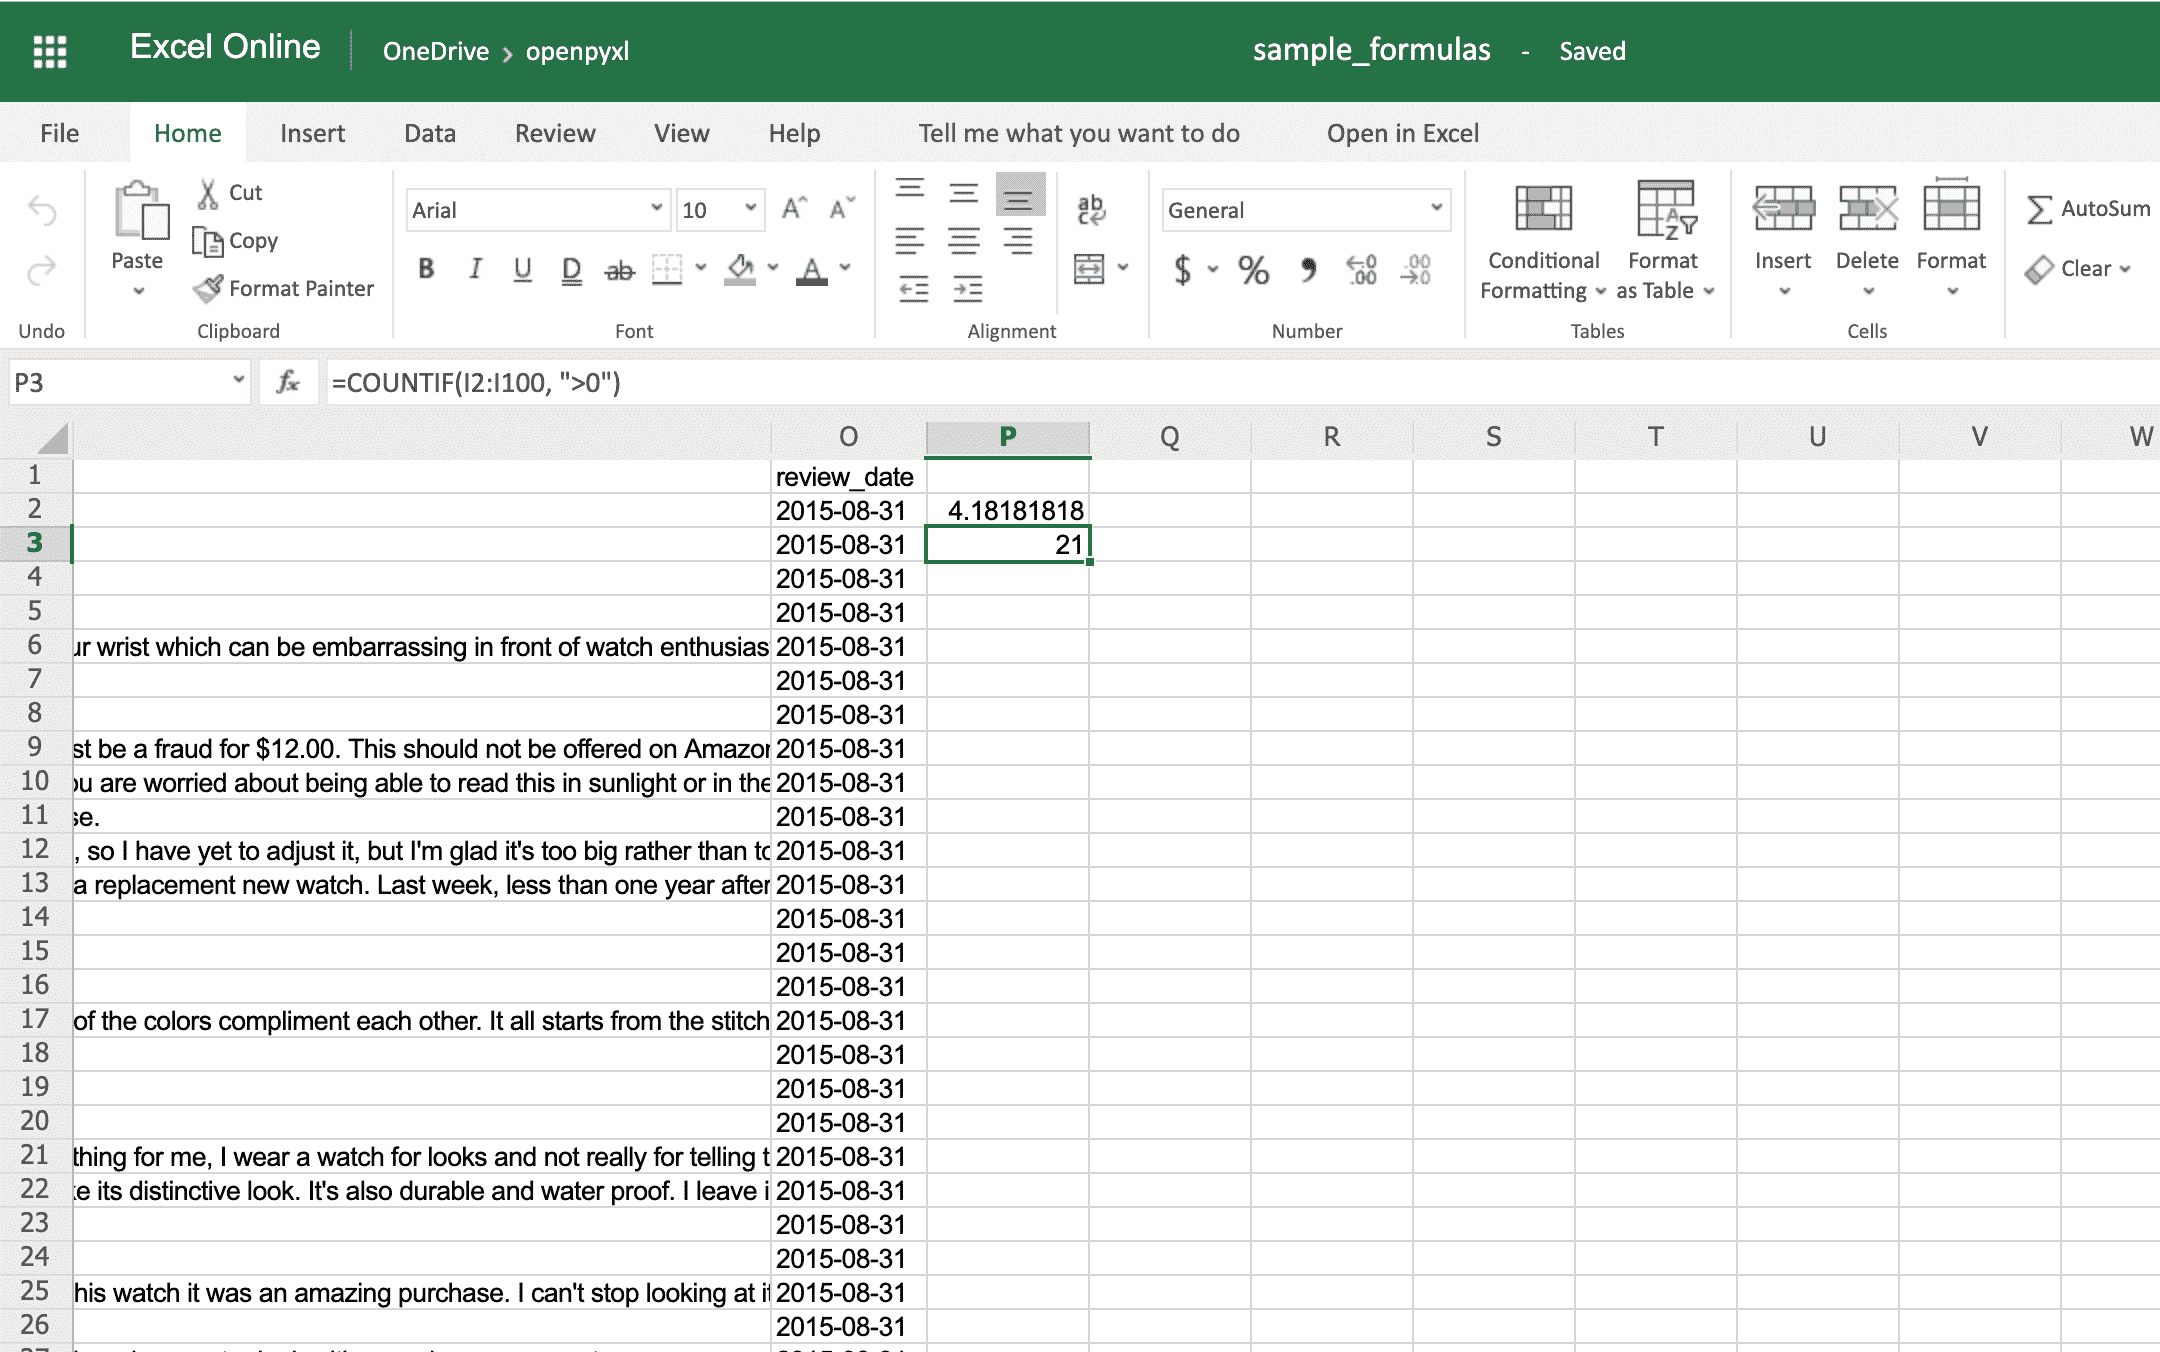 Excel Online OneDrive > openpyxl sample_formulas - Saved
File Home Insert Data Review View Help Tell me what you want to do Open in Excel
Cut
Copy
Format Painter
Paste
Arial 10
B I U D ab A
ab
c
General
$ % 9 .0 .00 .00 .0
Conditional Formatting
Format as Table
Insert Delete Format
AutoSum
Clear
Undo Clipboard Font Alignment Number Tables Cells
P3 fx =COUNTIF(I2:I100, ">0")
O P Q R S T U V W
1 review_date
2 2015-08-31 4.18181818
3 2015-08-31 21
4 2015-08-31
5 2015-08-31
6 ur wrist which can be embarrassing in front of watch enthusias 2015-08-31
7 2015-08-31
8 2015-08-31
9 st be a fraud for $12.00. This should not be offered on Amazon 2015-08-31
10 ou are worried about being able to read this in sunlight or in the 2015-08-31
11 se. 2015-08-31
12 , so I have yet to adjust it, but I'm glad it's too big rather than to 2015-08-31
13 a replacement new watch. Last week, less than one year after 2015-08-31
14 2015-08-31
15 2015-08-31
16 2015-08-31
17 of the colors compliment each other. It all starts from the stitch 2015-08-31
18 2015-08-31
19 2015-08-31
20 2015-08-31
21 thing for me, I wear a watch for looks and not really for telling t 2015-08-31
22 ke its distinctive look. It's also durable and water proof. I leave i 2015-08-31
23 2015-08-31
24 2015-08-31
25 his watch it was an amazing purchase. I can't stop looking at it 2015-08-31
26 2015-08-31